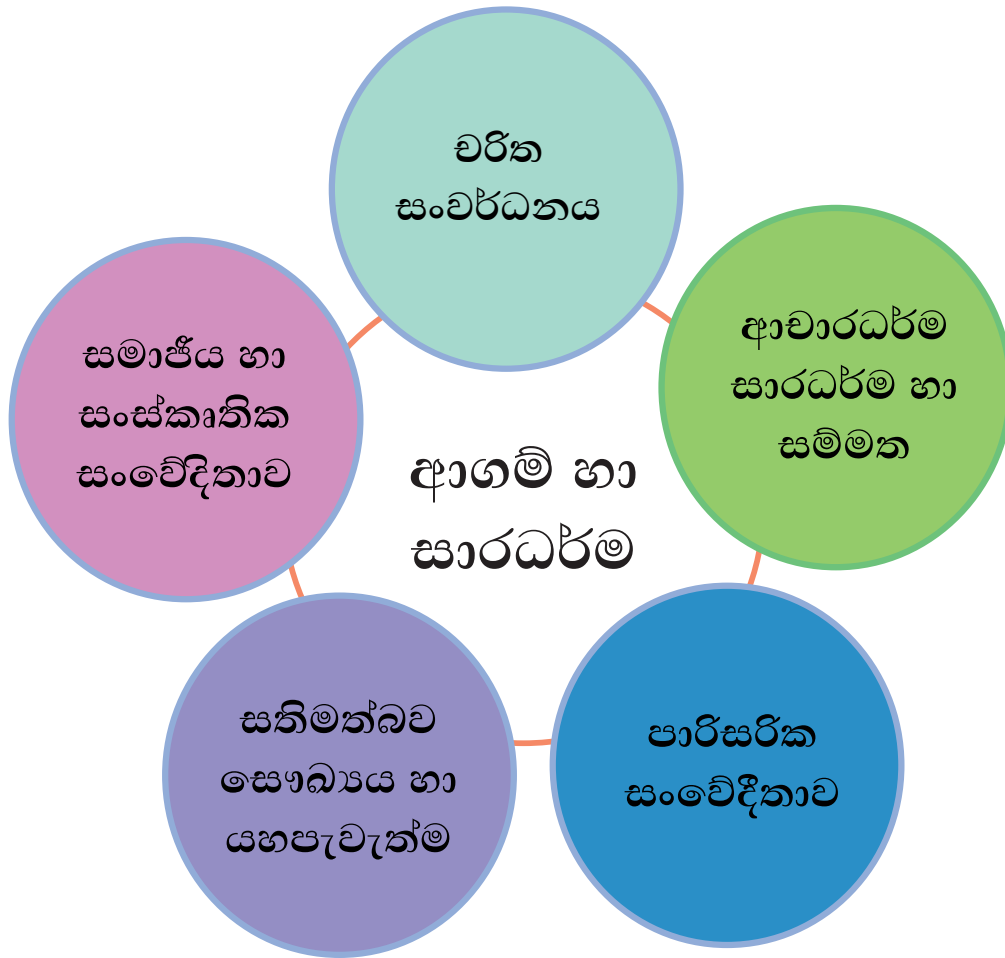 චරිත
සංවර්ධනය
ආචාරධර්ම
සාරධර්ම හා
සම්මත
සමාජීය හා
සංස්කෘතික
සංවේදිතාව
ආගම් හා
සාරධර්ම
සතිමත්බව
සෞඛ්‍යය හා
යහපැවැත්ම
පාරිසරික
සංවේදීතාව